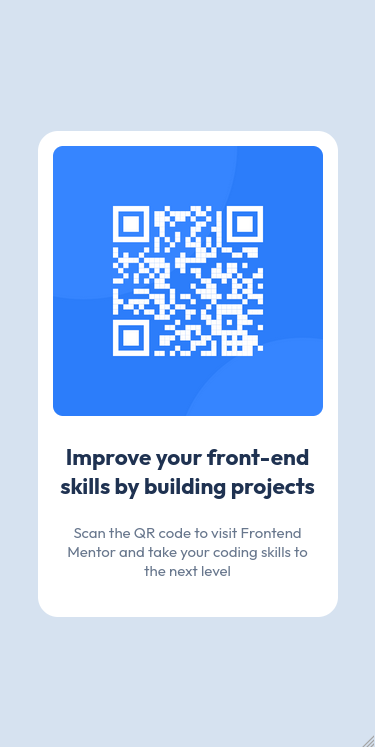 Improve your front-end
skills by building projects
Scan the QR code to visit Frontend
Mentor and take your coding skills to
the next level